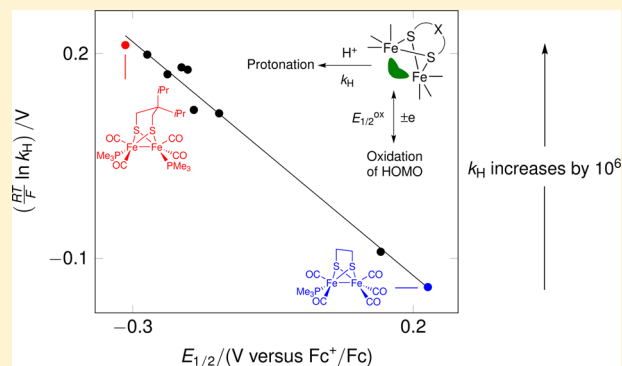 0.2
−0.1
(RT/F ln kH) /V
−0.3
0.2
E1/2/(V versus Fc+/Fc)
iPr
iPr
S
S
OC
Fe
Fe
CO
Me3P
CO
OC
PMe3
Protonation
H+
kH
Fe
S
X
S
Fe
E1/2ox
±e
Oxidation
of HOMO
S
S
OC
Fe
Fe
CO
Me3P
CO
OC
CO
kH increases by 10^6